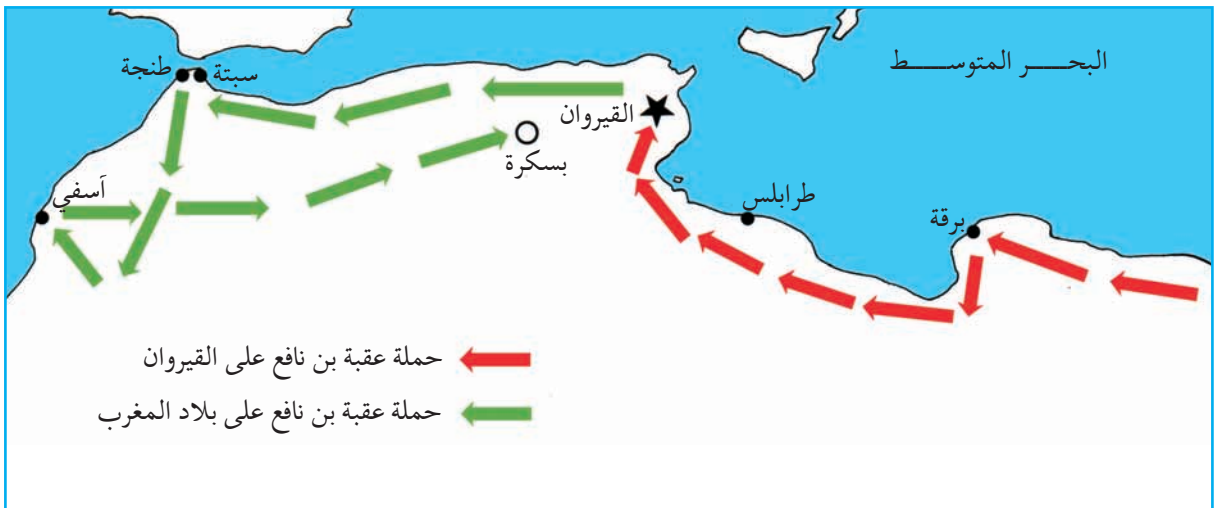 البحـــر المتوســـط
طنجة
سبتة
القيروان
بسكرة
آسفي
طرابلس
برقة
حملة عقبة بن نافع على القيروان
حملة عقبة بن نافع على بلاد المغرب